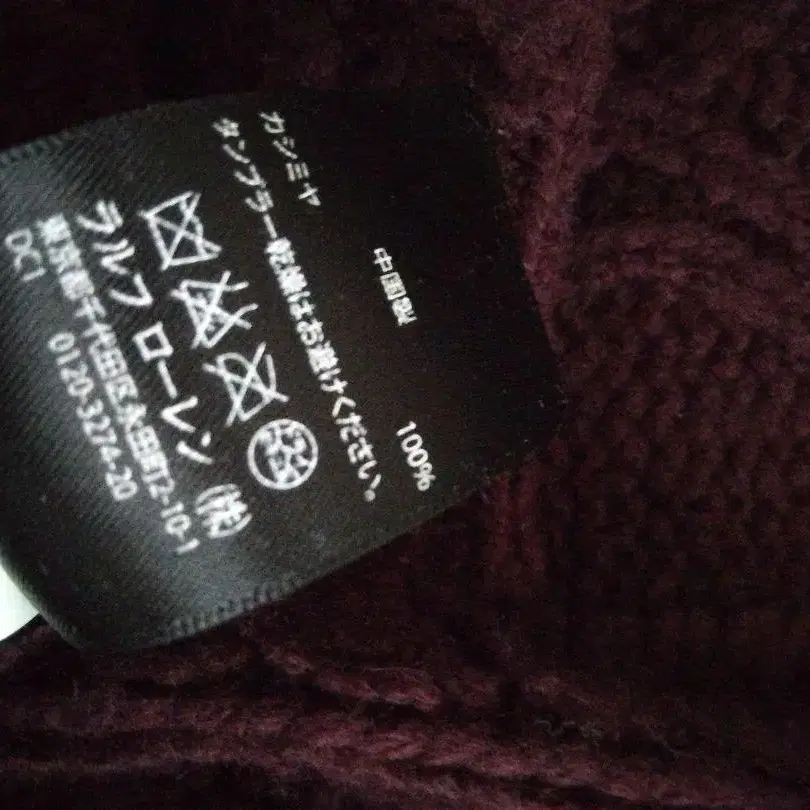 中国製
カシミヤ 100%
タンブラー乾燥はお避けください。
ラルフ ローレン (株)
東京都千代田区永田町2-10-1
0120-3274-20
DC1